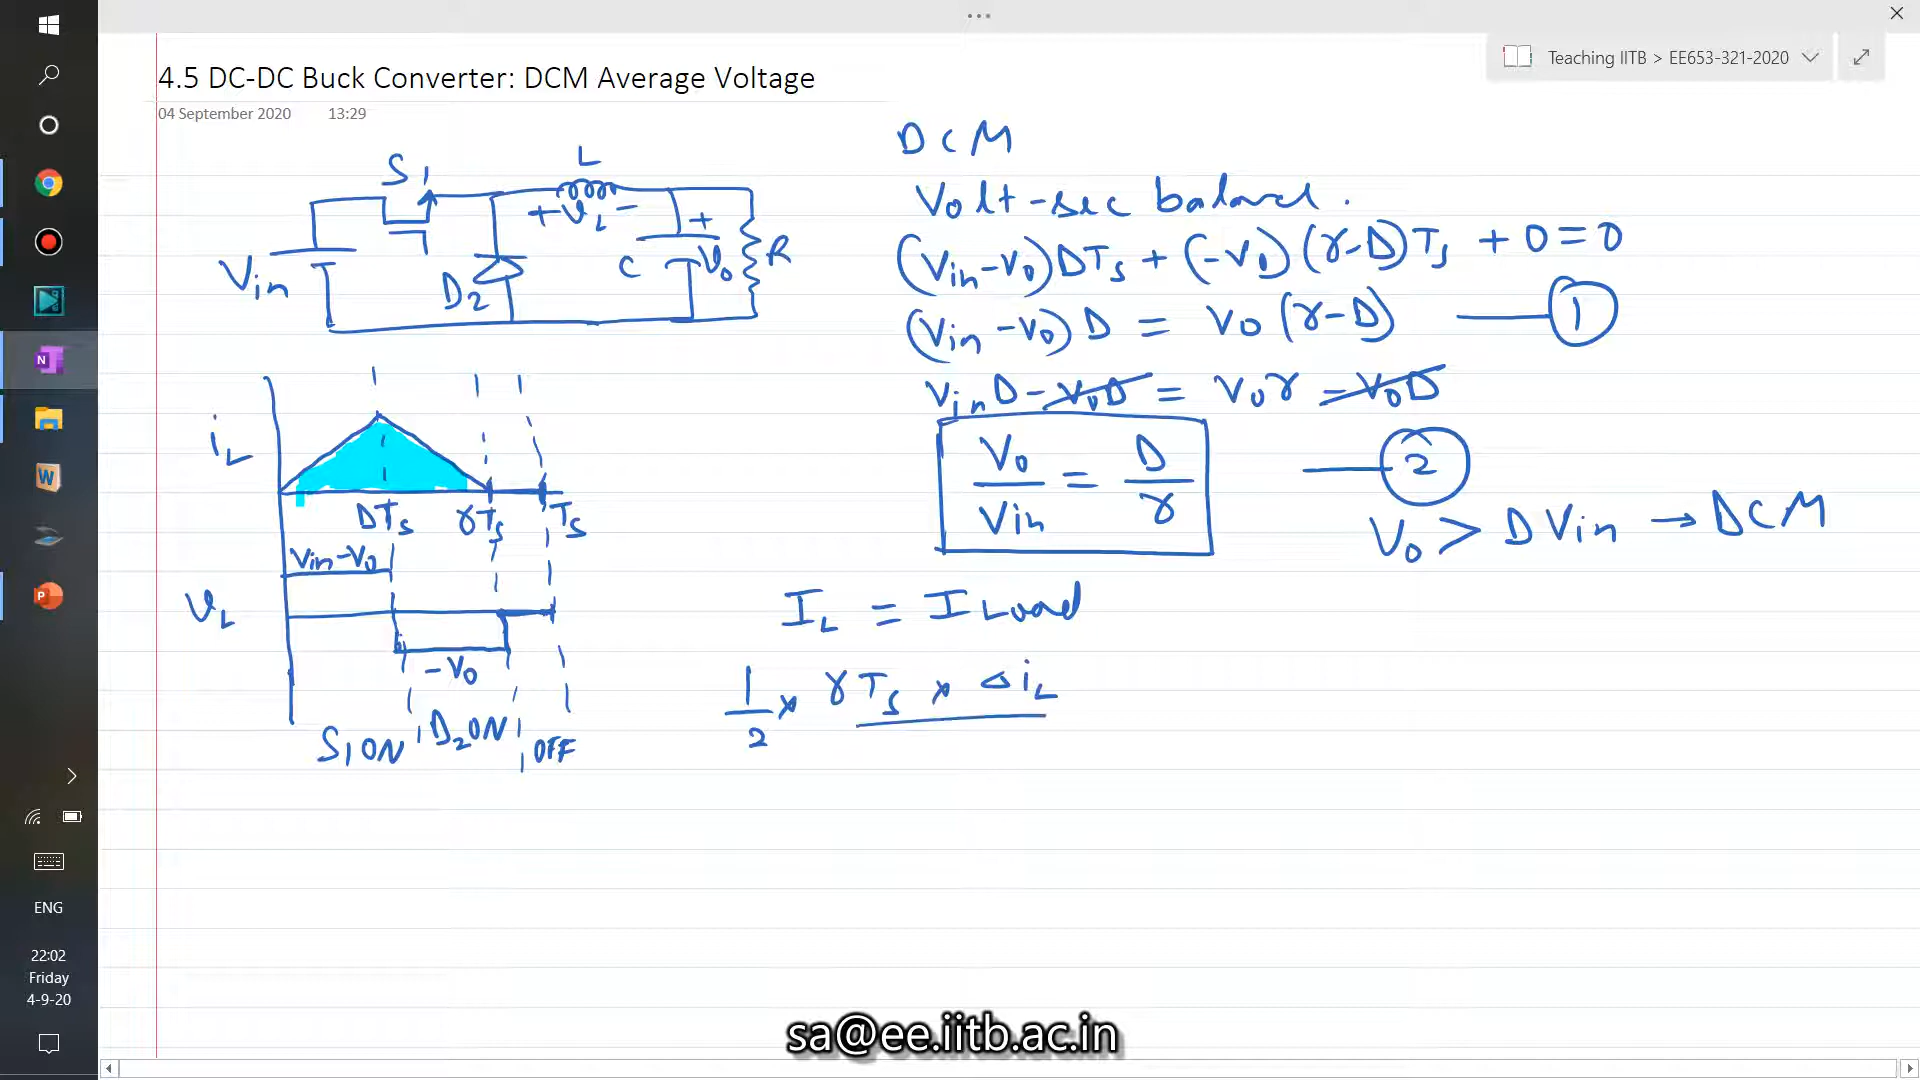 Teaching IITB > EE653-321-2020
4.5 DC-DC Buck Converter: DCM Average Voltage
04 September 2020 13:29
S1
L
+ vL -
Vin
D2
C
+
Vo
R
iL
DTs
γTs
Ts
Vin-Vo
vL
-Vo
S1 ON
D2 ON
OFF
DCM
Volt-sec balance.
(Vin-Vo)DTs + (-Vo)(γ-D)Ts + 0 = 0
(Vin-Vo)D = Vo(γ-D) 1
VinD - VoD = Voγ - VoD
Vo/Vin = D/γ 2
Vo > DVin → DCM
IL = ILoad
1/2 × γTs × ΔiL
N
W
P
ENG
22:02
Friday
4-9-20
sa@ee.iitb.ac.in